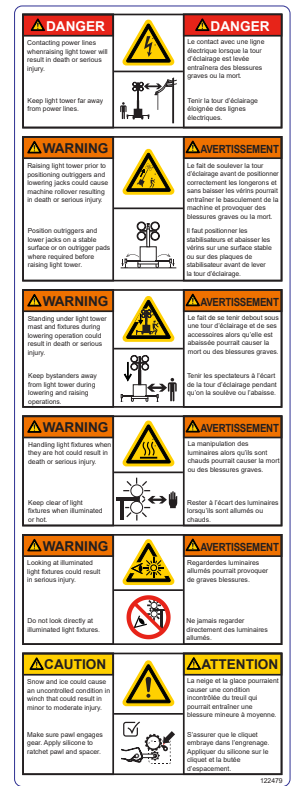 DANGER
Contacting power lines
whenraising light tower will
result in death or serious
injury.
Keep light tower far away
from power lines.
DANGER
Le contact avec une ligne
électrique lorsque la tour
d'éclairage est levée
entraînera des blessures
graves ou la mort.
Tenir la tour d'éclairage
éloignée des lignes
électriques.
WARNING
Raising light tower prior to
positioning outriggers and
lowering jacks could cause
machine rollover resulting
in death or serious injury.
Position outriggers and
lower jacks on a stable
surface or on outrigger pads
where required before
raising light tower.
AVERTISSEMENT
Le fait de soulever la tour
d'éclairage avant de positionner
correctement les longerons et
sans baisser les vérins pourrait
entraîner le basculement de la
machine et provoquer des
blessures graves ou la mort.
Il faut positionner les
stabilisateurs et abaisser les
vérins sur une surface stable
ou sur des plaques de
stabilisateur avant de lever
la tour d'éclairage.
WARNING
Standing under light tower
mast and fixtures during
lowering operation could
result in death or serious
injury.
Keep bystanders away
from light tower during
lowering and raising
operations.
AVERTISSEMENT
Le fait de se tenir debout sous
une tour d'éclairage et de ses
accessoires alors qu'elle est
abaissée pourrait causer la
mort ou des blessures graves.
Tenir les spectateurs à l'écart
de la tour d'éclairage pendant
qu'on la soulève ou l'abaisse.
WARNING
Handling light fixtures when
they are hot could result in
death or serious injury.
Keep clear of light
fixtures when illuminated
or hot.
AVERTISSEMENT
La manipulation des
luminaires alors qu'ils sont
chauds pourrait causer la mort
ou des blessures graves.
Rester à l'écart des luminaires
lorsqu'ils sont allumés ou
chauds.
WARNING
Looking at illuminated
light fixtures could result
in serious injury.
Do not look directly at
illuminated light fixtures.
AVERTISSEMENT
Regarderdes luminaires
allumés pourrait provoquer
de graves blessures.
Ne jamais regarder
directement des luminaires
allumés.
CAUTION
Snow and ice could cause
an uncontrolled condition in
winch that could result in
minor to moderate injury.
Make sure pawl engages
gear. Apply silicone to
ratchet pawl and spacer.
ATTENTION
La neige et la glace pourraient
causer une condition
incontrôlée du treuil qui
pourrait entraîner une
blessure mineure à moyenne.
S'assurer que le cliquet
embraye dans l'engrenage.
Appliquer du silicone sur le
cliquet et la butée
d'espacement.
122479